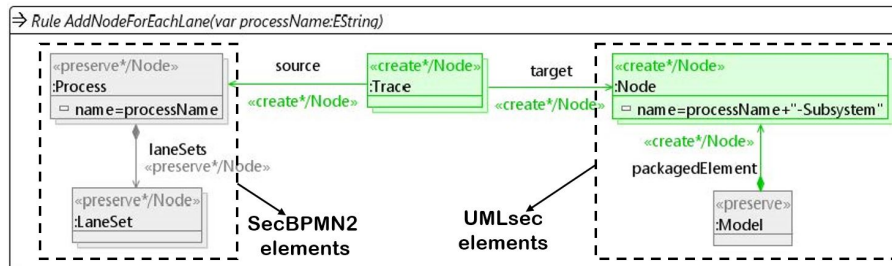 Rule AddNodeForEachLane(var processName:EString)
«preserve*/Node»
:Process
name=processName
source
«create*/Node»
«create*/Node»
:Trace
target
«create*/Node»
«create*/Node»
:Node
name=processName+"-Subsystem"
laneSets
«preserve*/Node»
«create*/Node»
packagedElement
«preserve*/Node»
:LaneSet
SecBPMN2
elements
UMLsec
elements
«preserve»
:Model